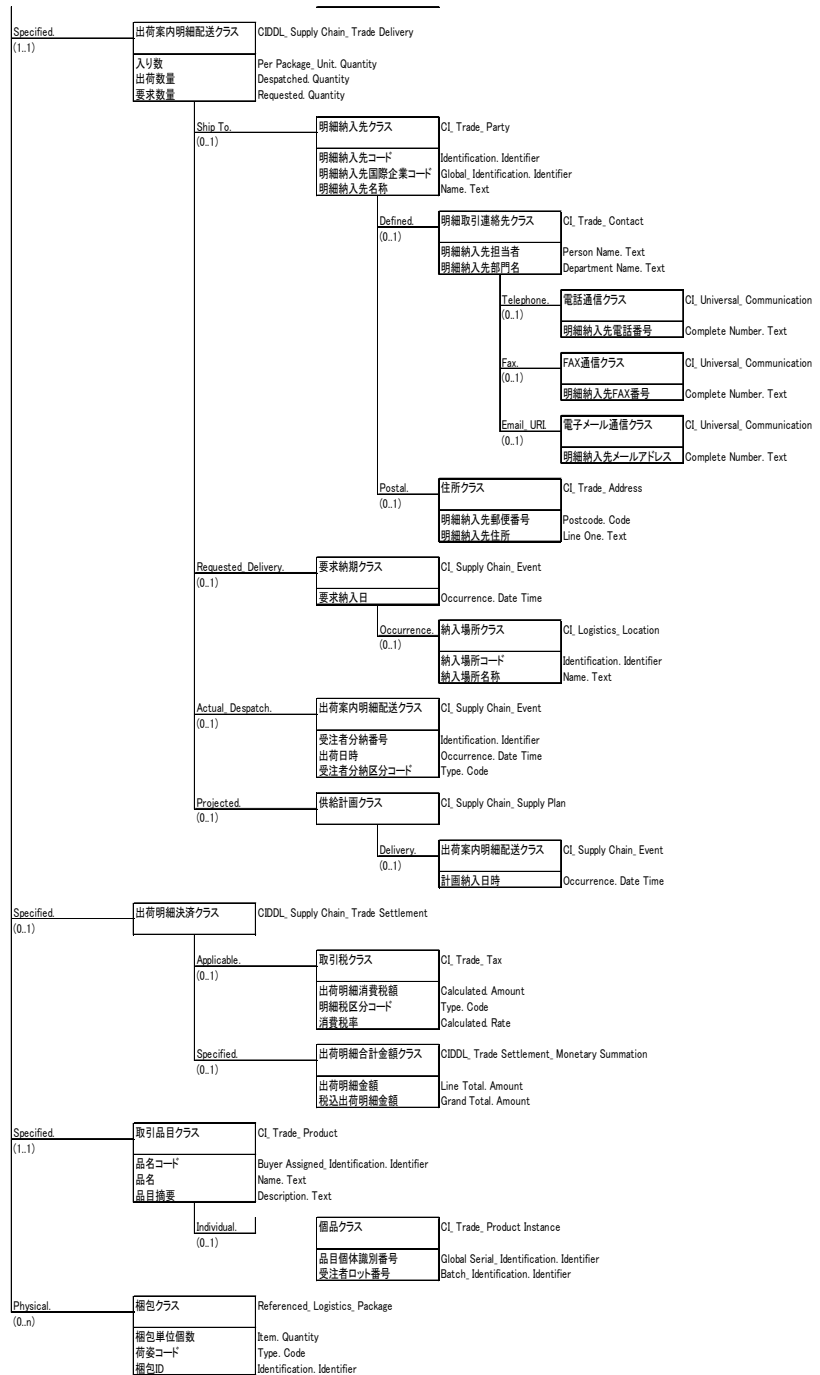 Specified. 出荷案内明細配送クラス CIDDL_ Supply Chain_ Trade Delivery
(1..1)
入り数 Per Package_ Unit. Quantity
出荷数量 Despatched. Quantity
要求数量 Requested. Quantity
Ship To. 明細納入先クラス CI_ Trade_ Party
(0..1)
明細納入先コード Identification. Identifier
明細納入先国際企業コード Global_ Identification. Identifier
明細納入先名称 Name. Text
Defined. 明細取引連絡先クラス CI_ Trade_ Contact
(0..1)
明細納入先担当者 Person Name. Text
明細納入先部門名 Department Name. Text
Telephone. 電話通信クラス CI_ Universal_ Communication
(0..1)
明細納入先電話番号 Complete Number. Text
Fax. FAX通信クラス CI_ Universal_ Communication
(0..1)
明細納入先FAX番号 Complete Number. Text
Email_ URI. 電子メール通信クラス CI_ Universal_ Communication
(0..1)
明細納入先メールアドレス Complete Number. Text
Postal. 住所クラス CI_ Trade_ Address
(0..1)
明細納入先郵便番号 Postcode. Code
明細納入先住所 Line One. Text
Requested_ Delivery. 要求納期クラス CI_ Supply Chain_ Event
(0..1)
要求納入日 Occurrence. Date Time
Occurrence. 納入場所クラス CI_ Logistics_ Location
(0..1)
納入場所コード Identification. Identifier
納入場所名称 Name. Text
Actual_ Despatch. 出荷案内明細配送クラス CI_ Supply Chain_ Event
(0..1)
受注者分納番号 Identification. Identifier
出荷日時 Occurrence. Date Time
受注者分納区分コード Type. Code
Projected. 供給計画クラス CI_ Supply Chain_ Supply Plan
(0..1)
Delivery. 出荷案内明細配送クラス CI_ Supply Chain_ Event
(0..1)
計画納入日時 Occurrence. Date Time
Specified. 出荷明細決済クラス CIDDL_ Supply Chain_ Trade Settlement
(0..1)
Applicable. 取引税クラス CI_ Trade_ Tax
(0..1)
出荷明細消費税額 Calculated. Amount
明細税区分コード Type. Code
消費税率 Calculated. Rate
Specified. 出荷明細合計金額クラス CIDDL_ Trade Settlement_ Monetary Summation
(0..1)
出荷明細金額 Line Total. Amount
税込出荷明細金額 Grand Total. Amount
Specified. 取引品目クラス CI_ Trade_ Product
(1..1)
品名コード Buyer Assigned_ Identification. Identifier
品名 Name. Text
品目摘要 Description. Text
Individual. 個品クラス CI_ Trade_ Product Instance
(0..1)
品目個体識別番号 Global Serial_ Identification. Identifier
受注者ロット番号 Batch_ Identification. Identifier
Physical. 梱包クラス Referenced_ Logistics_ Package
(0..n)
梱包単位個数 Item. Quantity
荷姿コード Type. Code
梱包ID Identification. Identifier